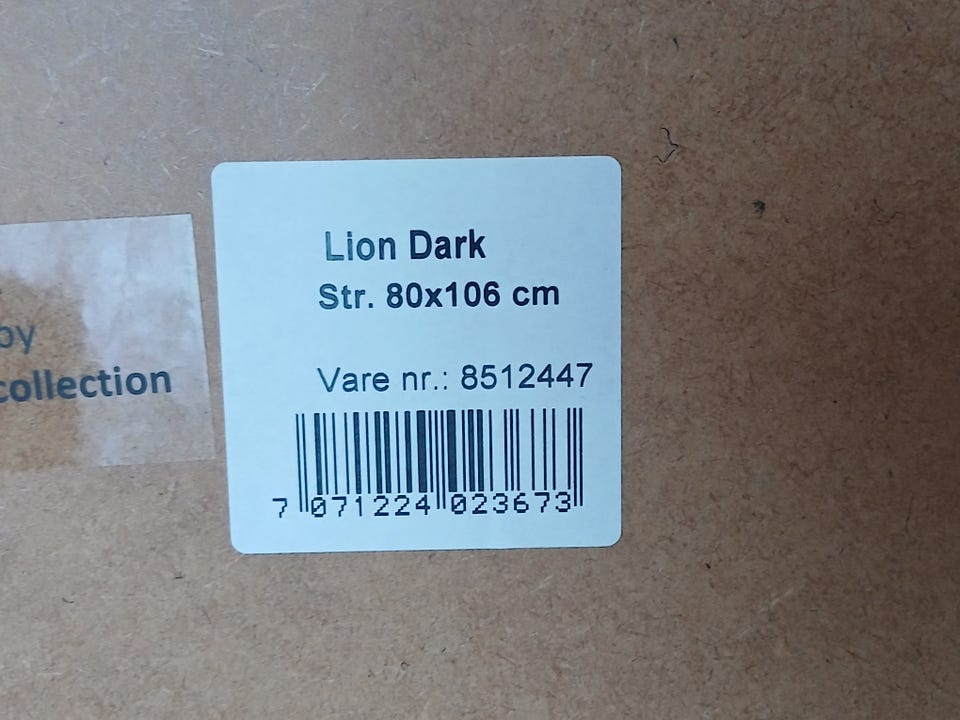 by
collection
Lion Dark
Str. 80x106 cm
Vare nr.: 8512447
7 071224 023673